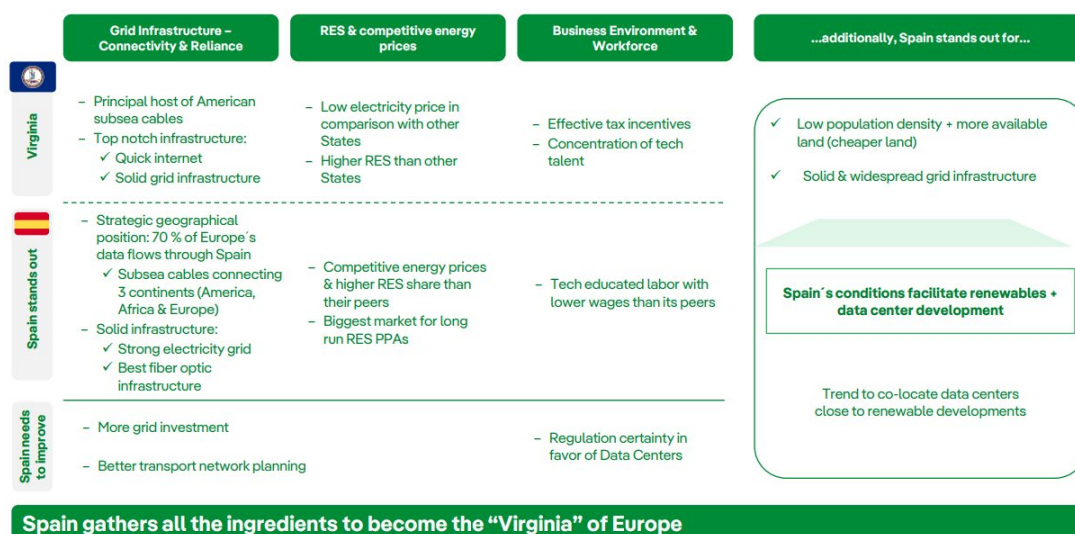 Grid Infrastructure –
Connectivity & Reliance
RES & competitive energy
prices
Business Environment &
Workforce
...additionally, Spain stands out for...
Virginia
– Principal host of American
subsea cables
– Top notch infrastructure:
✓ Quick internet
✓ Solid grid infrastructure
– Low electricity price in
comparison with other
States
– Higher RES than other
States
– Effective tax incentives
– Concentration of tech
talent
Spain stands out
– Strategic geographical
position: 70 % of Europe´s
data flows through Spain
✓ Subsea cables connecting
3 continents (America,
Africa & Europe)
– Solid infrastructure:
✓ Strong electricity grid
✓ Best fiber optic
infrastructure
– Competitive energy prices
& higher RES share than
their peers
– Biggest market for long
run RES PPAs
– Tech educated labor with
lower wages than its peers
Spain needs
to improve
– More grid investment
– Better transport network planning
– Regulation certainty in
favor of Data Centers
✓ Low population density + more available
land (cheaper land)
✓ Solid & widespread grid infrastructure
Spain´s conditions facilitate renewables +
data center development
Trend to co-locate data centers
close to renewable developments
Spain gathers all the ingredients to become the “Virginia” of Europe